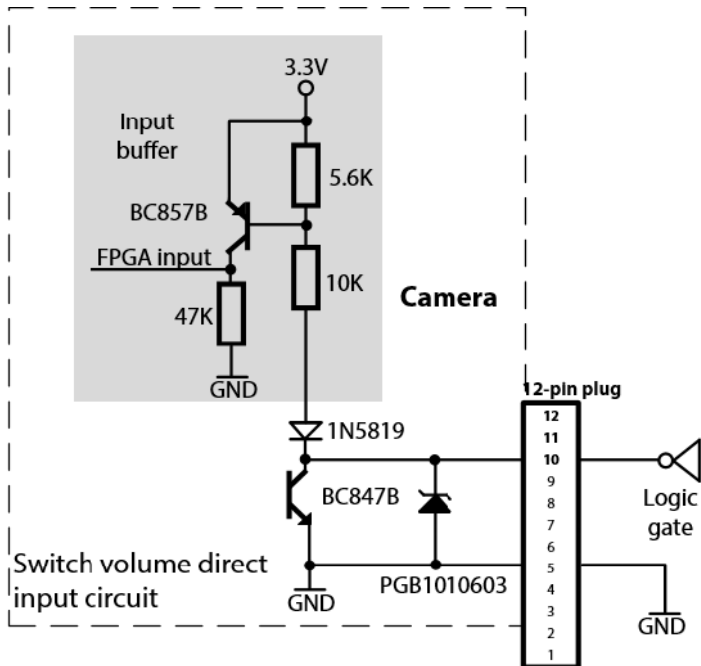 3.3V
Input
buffer
5.6K
BC857B
FPGA input
10K
Camera
47K
GND
12-pin plug
12
1N5819
11
10
9
BC847B
8
Logic
gate
7
6
Switch volume direct
input circuit
5
PGB1010603
4
GND
3
GND
2
1